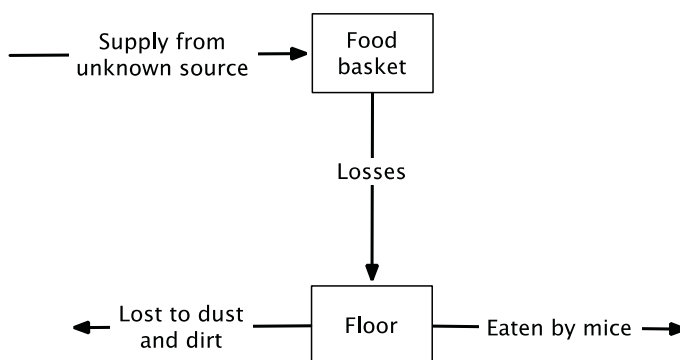 Supply from
unknown source
Food
basket
Losses
Lost to dust
and dirt
Floor
Eaten by mice